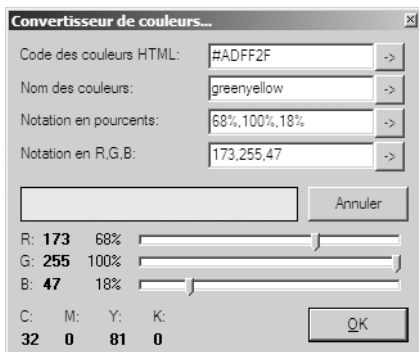 Convertisseur de couleurs...
Code des couleurs HTML: #ADFF2F ->
Nom des couleurs: greenyellow ->
Notation en pourcents: 68%,100%,18% ->
Notation en R,G,B: 173,255,47 ->
Annuler
R: 173 68%
G: 255 100%
B: 47 18%
C: M: Y: K:
32 0 81 0
OK